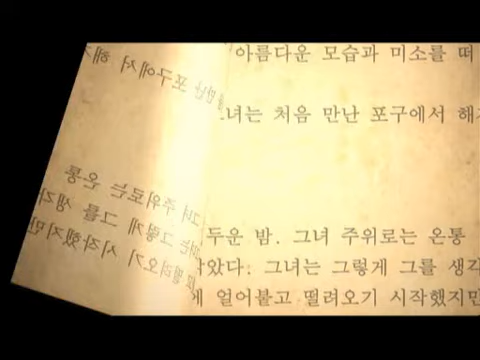 아름다운 모습과 미소를 떠
녀는 처음 만난 포구에서 해
두운 밤. 그녀 주위로는 온통
았다. 그녀는 그렇게 그를 생각
에 얼어붙고 떨려오기 시작했지만